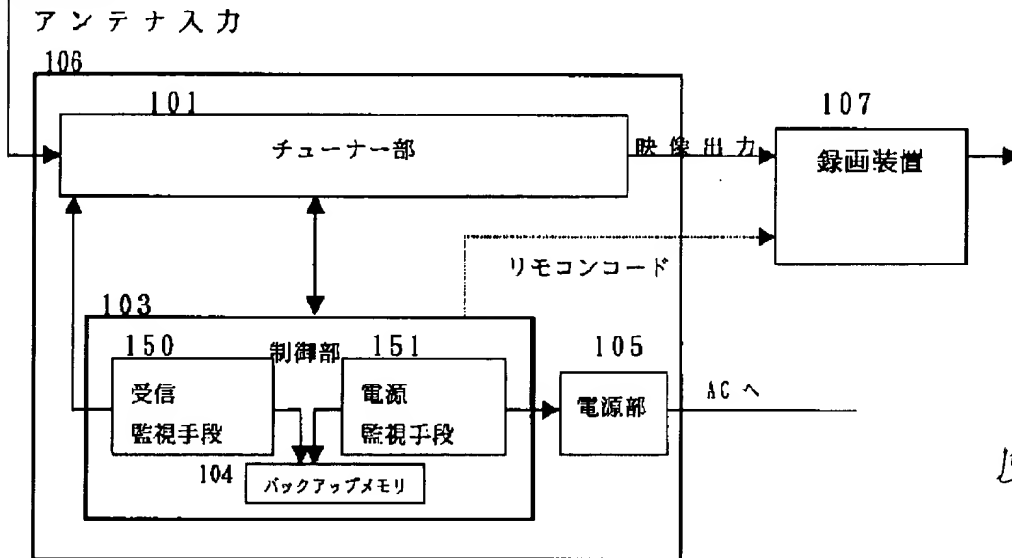 アンテナ入力
106
101
チューナー部
映像出力
107
録画装置
リモコンコード
103
制御部
150
受信
監視手段
151
電源
監視手段
104
バックアップメモリ
105
電源部
ACへ